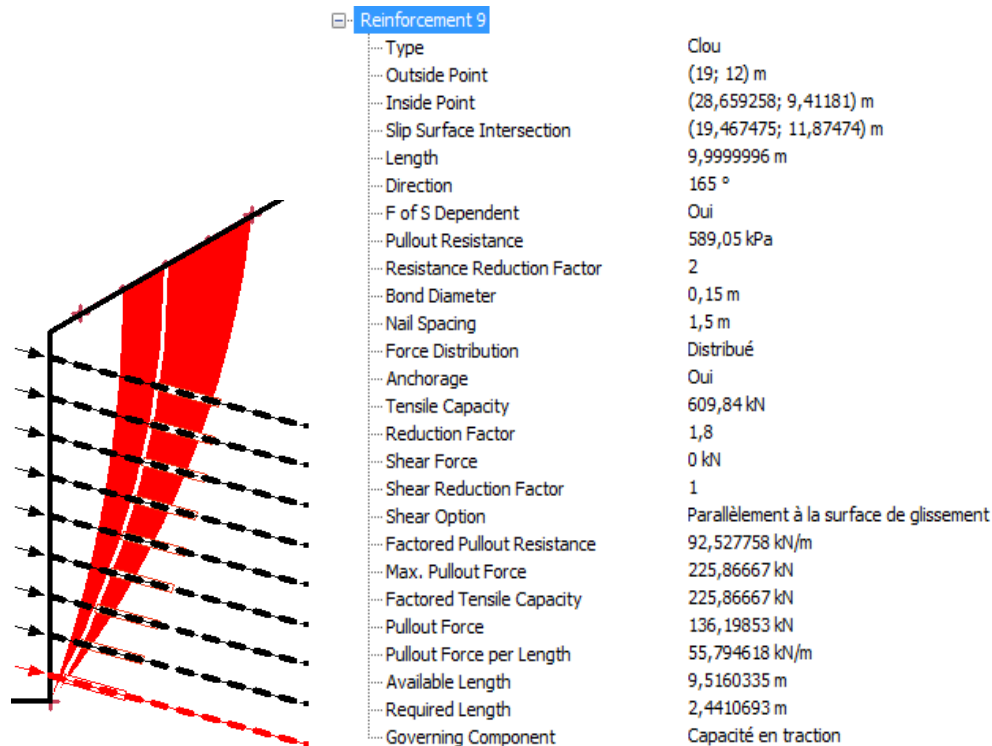 Reinforcement 9
Type Clou
Outside Point (19; 12) m
Inside Point (28,659258; 9,41181) m
Slip Surface Intersection (19,467475; 11,87474) m
Length 9,9999996 m
Direction 165 °
F of S Dependent Oui
Pullout Resistance 589,05 kPa
Resistance Reduction Factor 2
Bond Diameter 0,15 m
Nail Spacing 1,5 m
Force Distribution Distribué
Anchorage Oui
Tensile Capacity 609,84 kN
Reduction Factor 1,8
Shear Force 0 kN
Shear Reduction Factor 1
Shear Option Parallèlement à la surface de glissement
Factored Pullout Resistance 92,527758 kN/m
Max. Pullout Force 225,86667 kN
Factored Tensile Capacity 225,86667 kN
Pullout Force 136,19853 kN
Pullout Force per Length 55,794618 kN/m
Available Length 9,5160335 m
Required Length 2,4410693 m
Governing Component Capacité en traction